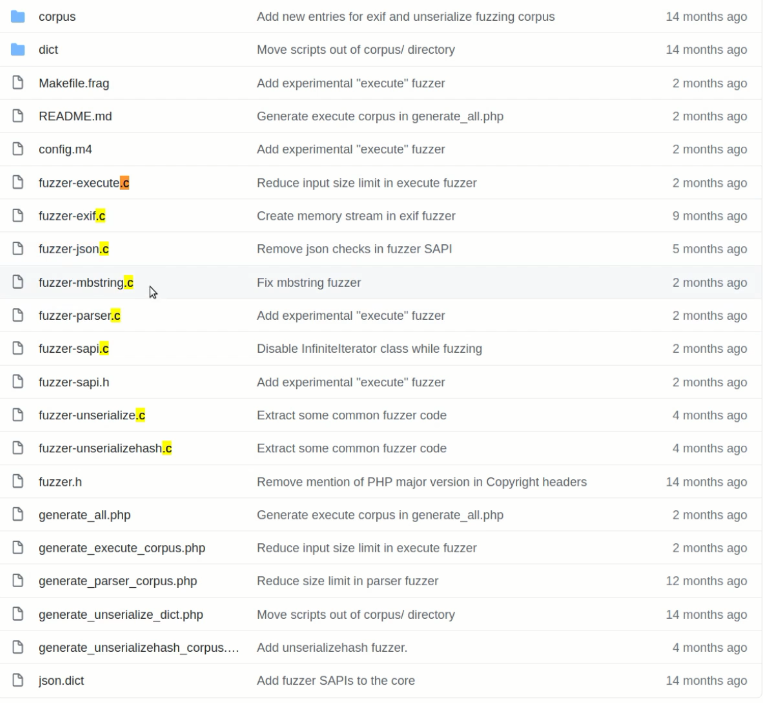 corpus Add new entries for exif and unserialize fuzzing corpus 14 months ago
dict Move scripts out of corpus/ directory 14 months ago
Makefile.frag Add experimental "execute" fuzzer 2 months ago
README.md Generate execute corpus in generate_all.php 2 months ago
config.m4 Add experimental "execute" fuzzer 2 months ago
fuzzer-execute.c Reduce input size limit in execute fuzzer 2 months ago
fuzzer-exif.c Create memory stream in exif fuzzer 9 months ago
fuzzer-json.c Remove json checks in fuzzer SAPI 5 months ago
fuzzer-mbstring.c Fix mbstring fuzzer 2 months ago
fuzzer-parser.c Add experimental "execute" fuzzer 2 months ago
fuzzer-sapi.c Disable InfiniteIterator class while fuzzing 2 months ago
fuzzer-sapi.h Add experimental "execute" fuzzer 2 months ago
fuzzer-unserialize.c Extract some common fuzzer code 4 months ago
fuzzer-unserializehash.c Extract some common fuzzer code 4 months ago
fuzzer.h Remove mention of PHP major version in Copyright headers 14 months ago
generate_all.php Generate execute corpus in generate_all.php 2 months ago
generate_execute_corpus.php Reduce input size limit in execute fuzzer 2 months ago
generate_parser_corpus.php Reduce size limit in parser fuzzer 12 months ago
generate_unserialize_dict.php Move scripts out of corpus/ directory 14 months ago
generate_unserializehash_corpus.… Add unserializehash fuzzer. 4 months ago
json.dict Add fuzzer SAPIs to the core 14 months ago